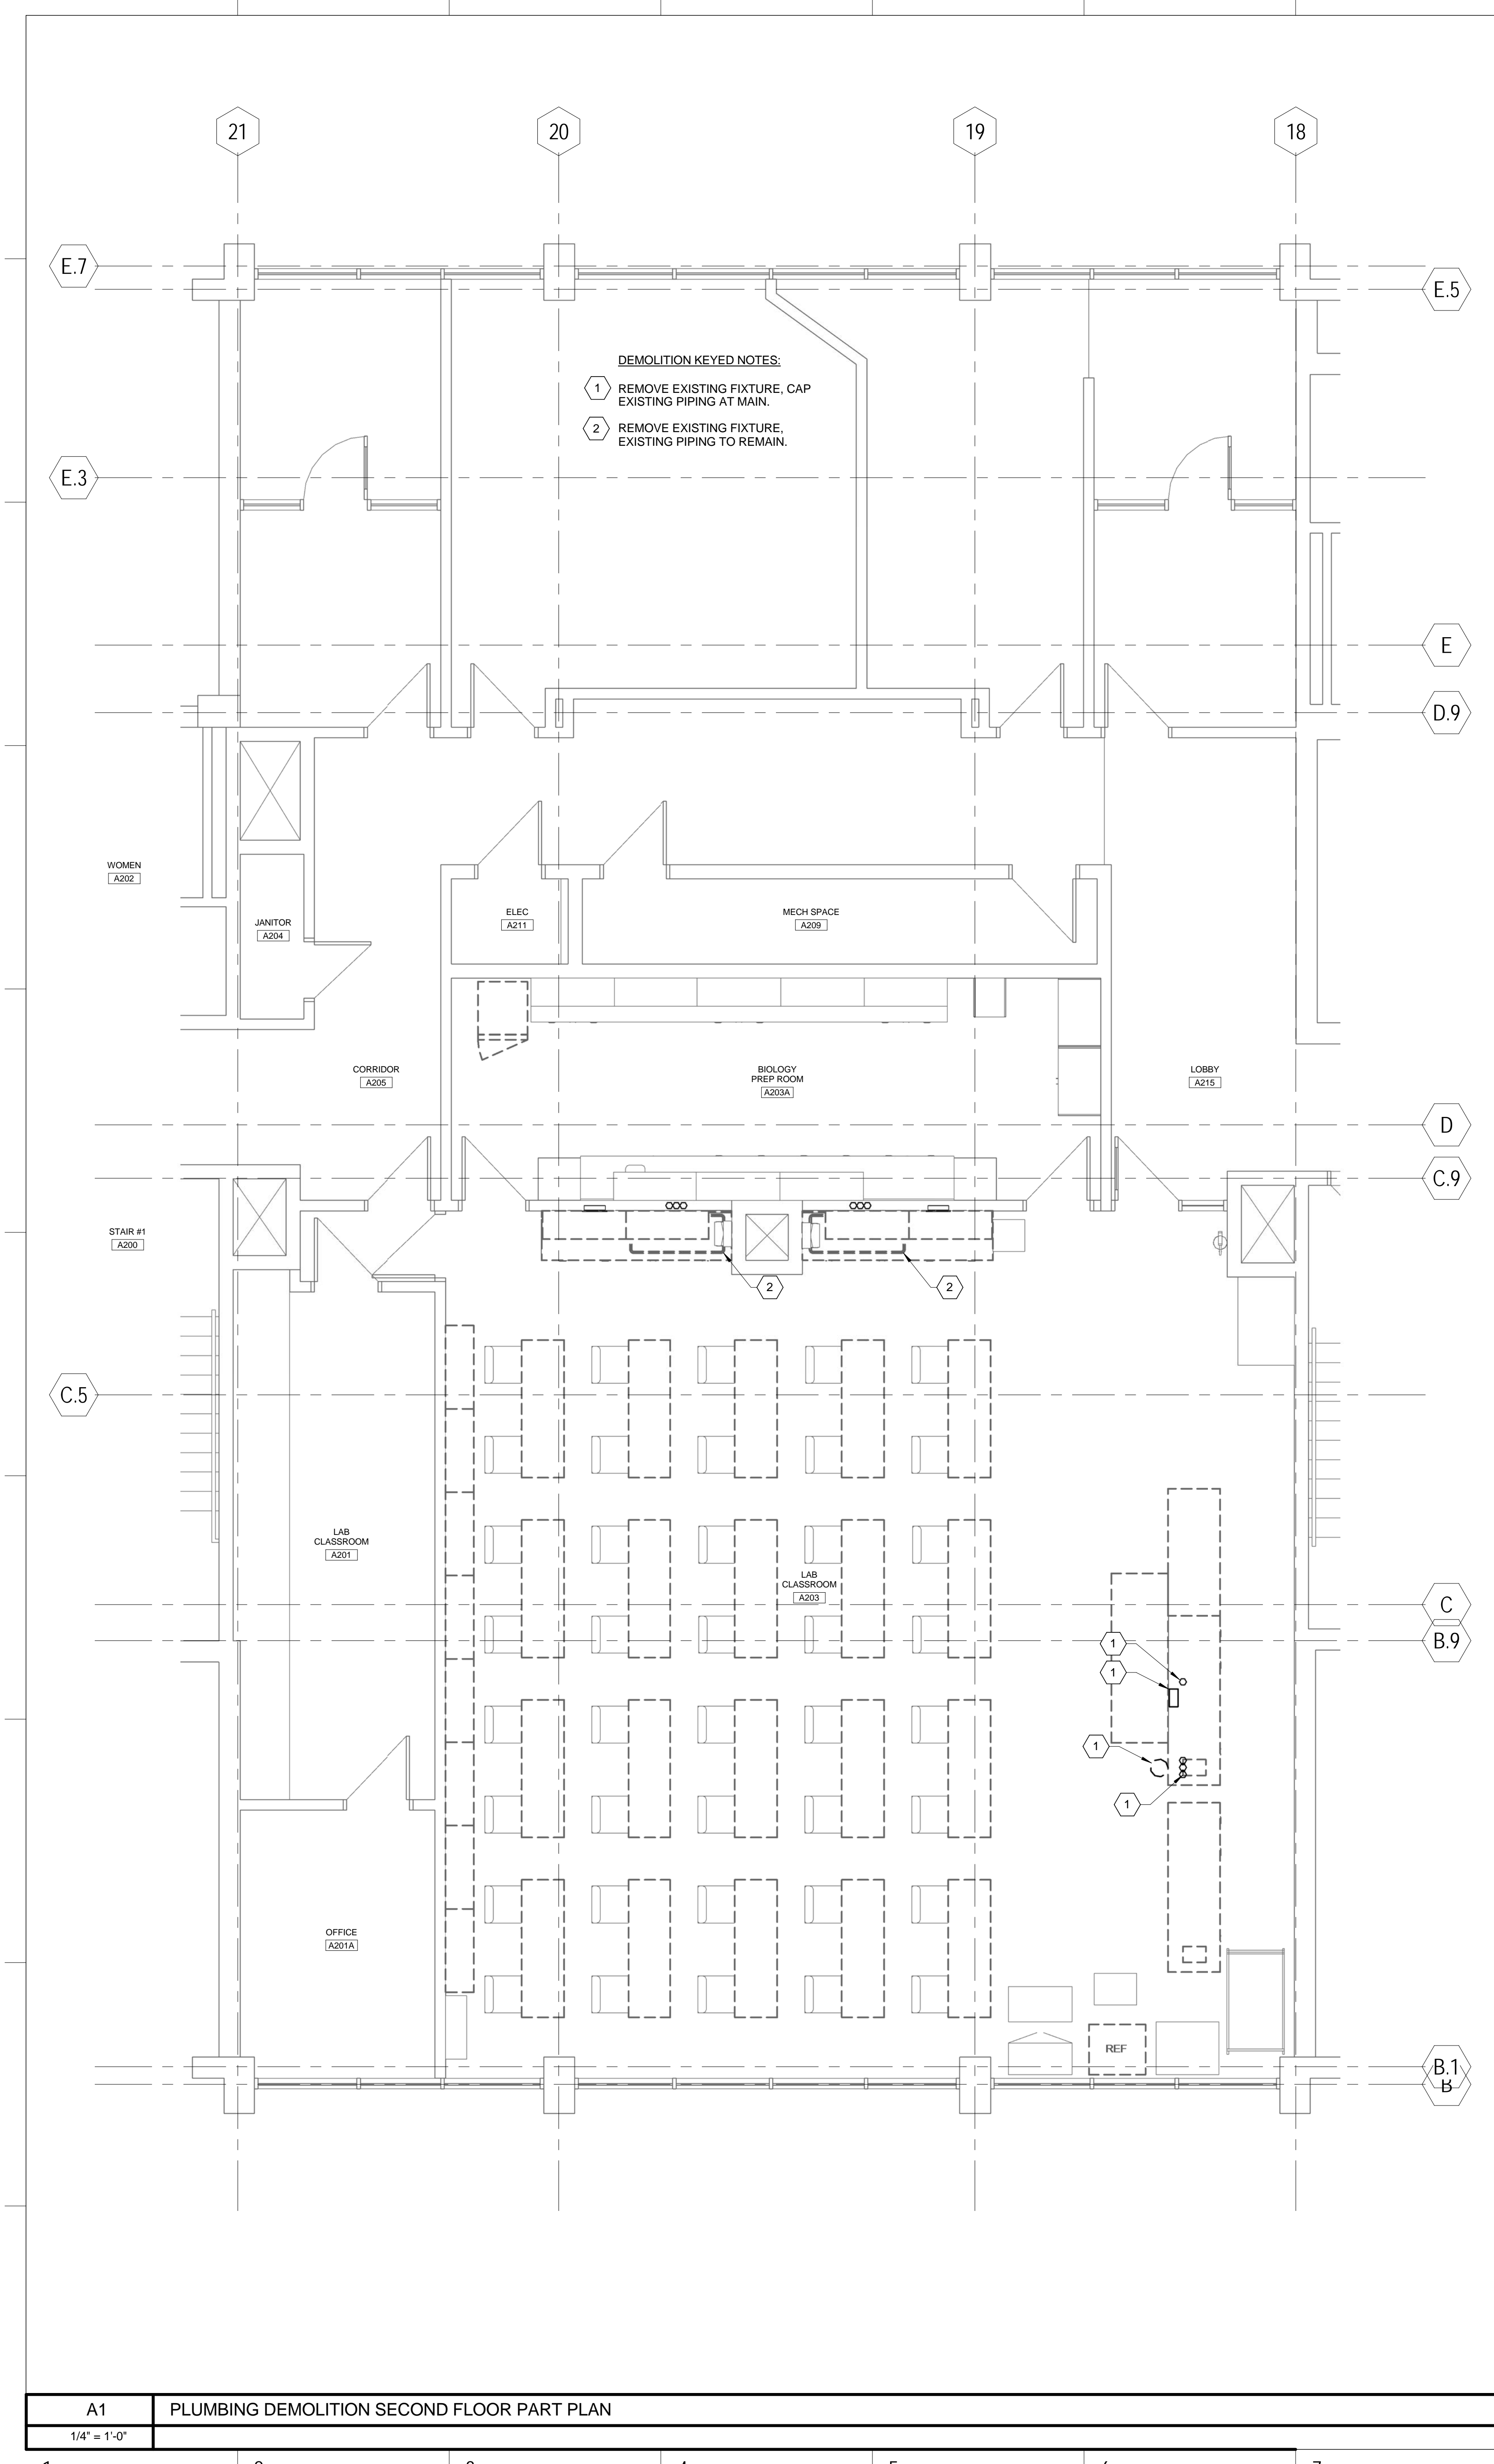 21
20
19
18
E.7
E.5
DEMOLITION KEYED NOTES:
1 REMOVE EXISTING FIXTURE, CAP
EXISTING PIPING AT MAIN.
2 REMOVE EXISTING FIXTURE,
EXISTING PIPING TO REMAIN.
E.3
E
D.9
WOMEN
A202
JANITOR
A204
ELEC
A211
MECH SPACE
A209
CORRIDOR
A205
BIOLOGY
PREP ROOM
A203A
LOBBY
A215
D
C.9
STAIR #1
A200
2
2
C.5
LAB
CLASSROOM
A201
LAB
CLASSROOM
A203
C
B.9
1
1
1
1
OFFICE
A201A
REF
B.1
B
A1
PLUMBING DEMOLITION SECOND FLOOR PART PLAN
1/4" = 1'-0"